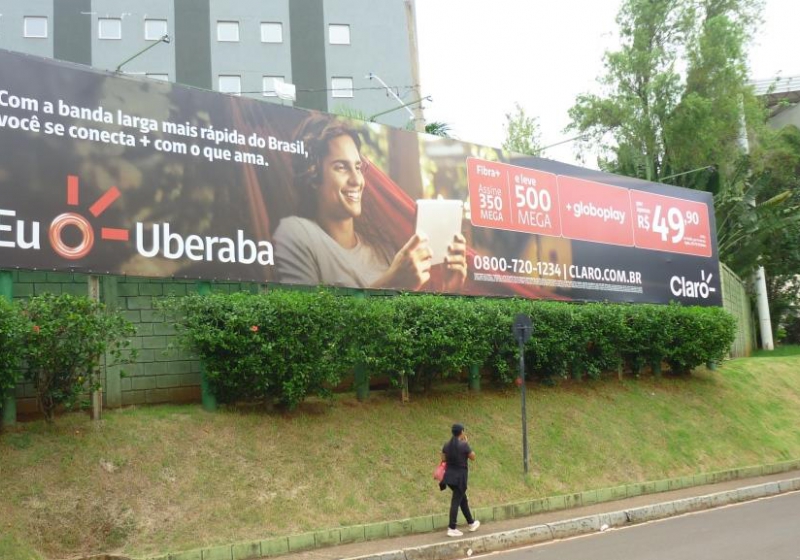 Com a banda larga mais rápida do Brasil,
você se conecta + com o que ama.
Eu Uberaba
Fibra+
Assine
350
MEGA
e leve
500
MEGA
+globoplay
R$49,90
0800-720-1234 | CLARO.COM.BR
Claro